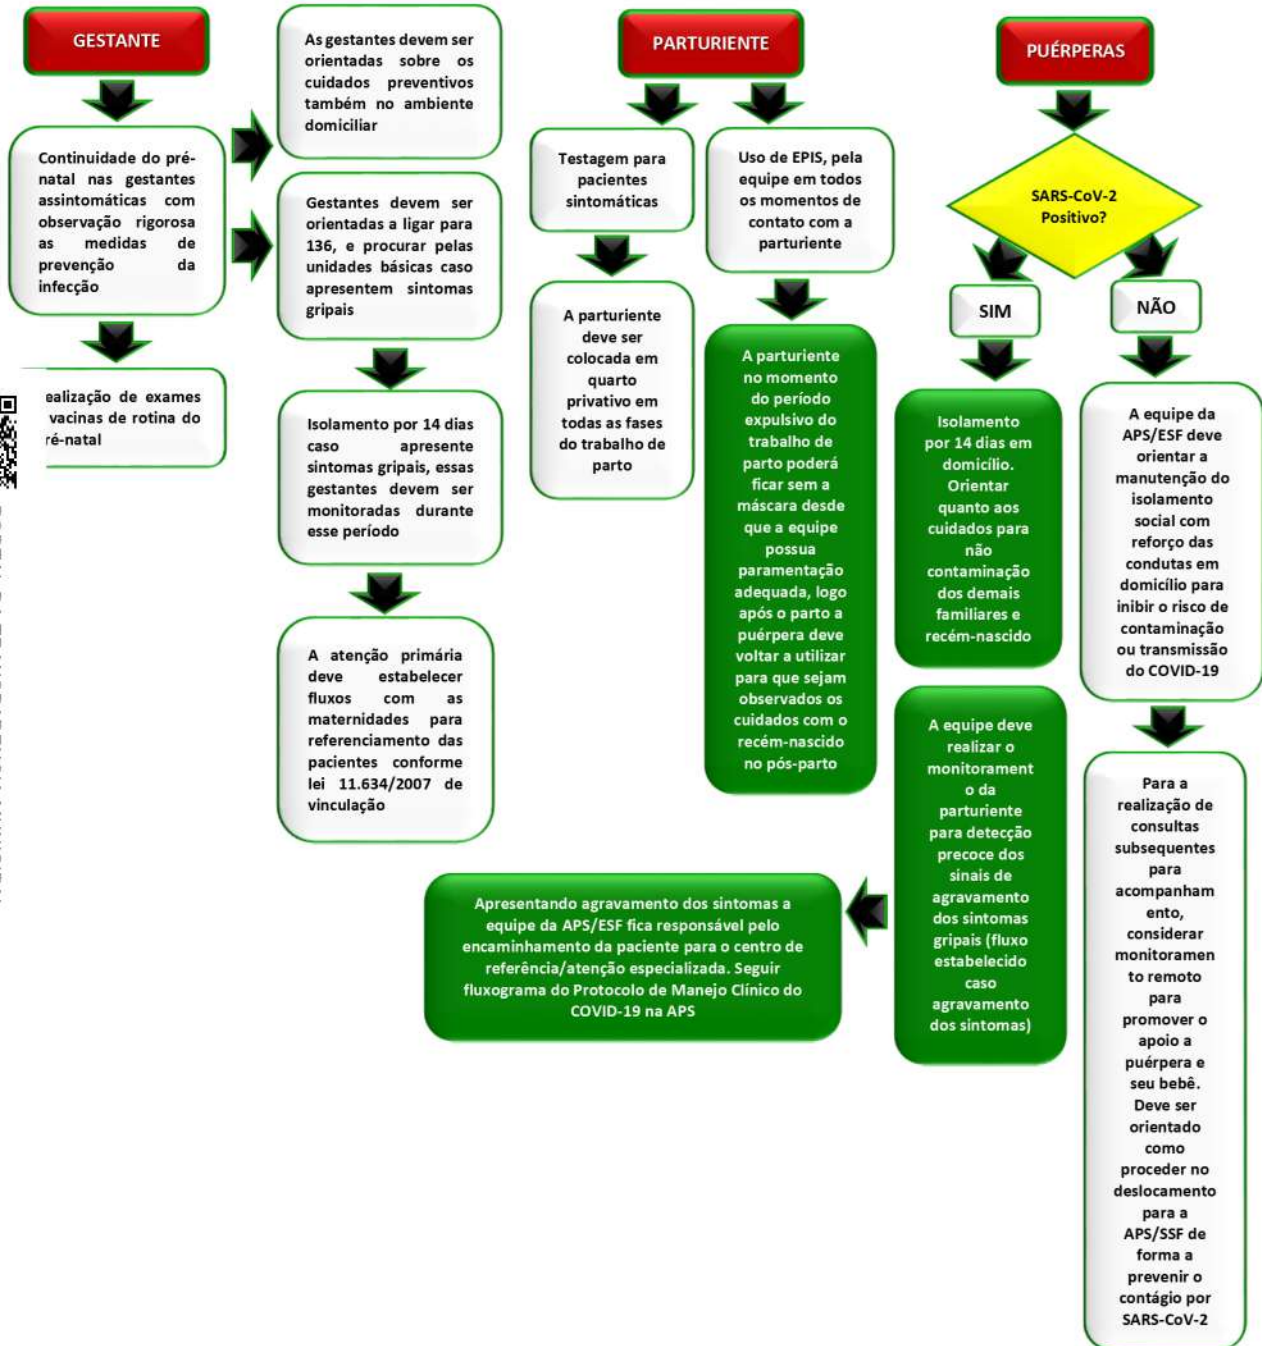 GESTANTE
Continuidade do pré-
natal nas gestantes
assintomáticas com
observação rigorosa
as medidas de
prevenção da
infecção
ealização de exames
vacinas de rotina do
ré-natal
As gestantes devem ser
orientadas sobre os
cuidados preventivos
também no ambiente
domiciliar
Gestantes devem ser
orientadas a ligar para
136, e procurar pelas
unidades básicas caso
apresentem sintomas
gripais
Isolamento por 14 dias
caso apresente
sintomas gripais, essas
gestantes devem ser
monitoradas durante
esse período
A atenção primária
deve estabelecer
fluxos com as
maternidades para
referenciamento das
pacientes conforme
lei 11.634/2007 de
vinculação
PARTURIENTE
Testagem para
pacientes
sintomáticas
A parturiente
deve ser
colocada em
quarto
privativo em
todas as fases
do trabalho de
parto
Uso de EPIS, pela
equipe em todos
os momentos de
contato com a
parturiente
A parturiente
no momento
do período
expulsivo do
trabalho de
parto poderá
ficar sem a
máscara desde
que a equipe
possua
paramentação
adequada, logo
após o parto a
puérpera deve
voltar a utilizar
para que sejam
observados os
cuidados com o
recém-nascido
no pós-parto
PUÉRPERAS
SARS-CoV-2
Positivo?
SIM
Isolamento
por 14 dias em
domicílio.
Orientar
quanto aos
cuidados para
não
contaminação
dos demais
familiares e
recém-nascido
A equipe deve
realizar o
monitorament
o da
parturiente
para detecção
precoce dos
sinais de
agravamento
dos sintomas
gripais (fluxo
estabelecido
caso
agravamento
dos sintomas)
Apresentando agravamento dos sintomas a
equipe da APS/ESF fica responsável pelo
encaminhamento da paciente para o centro de
referência/atenção especializada. Seguir
fluxograma do Protocolo de Manejo Clínico do
COVID-19 na APS
NÃO
A equipe da
APS/ESF deve
orientar a
manutenção do
isolamento
social com
reforço das
condutas em
domicílio para
inibir o risco de
contaminação
ou transmissão
do COVID-19
Para a
realização de
consultas
subsequentes
para
acompanham
ento,
considerar
monitoramen
to remoto
para
promover o
apoio a
puérpera e
seu bebê.
Deve ser
orientado
como
proceder no
deslocamento
para a
APS/SSF de
forma a
prevenir o
contágio por
SARS-CoV-2